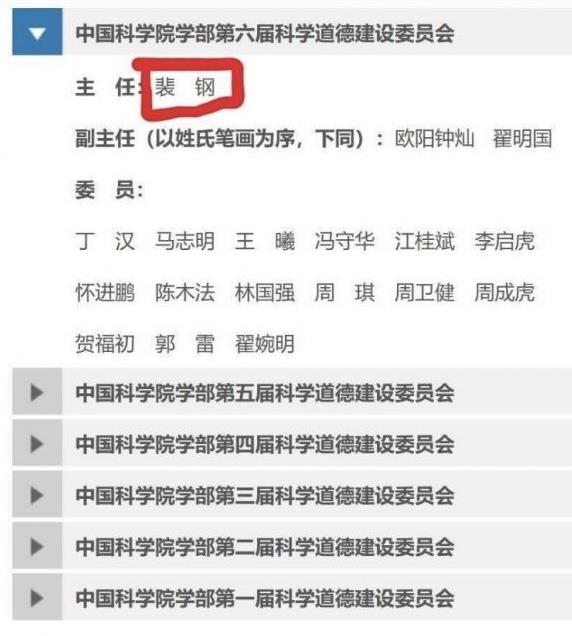 中国科学院学部第六届科学道德建设委员会
主　任：裴　钢
副主任（以姓氏笔画为序，下同）：欧阳钟灿　翟明国
委　员：
丁　汉　马志明　王　曦　冯守华　江桂斌　李启虎
怀进鹏　陈木法　林国强　周　琪　周卫健　周成虎
贺福初　郭　雷　翟婉明
中国科学院学部第五届科学道德建设委员会
中国科学院学部第四届科学道德建设委员会
中国科学院学部第三届科学道德建设委员会
中国科学院学部第二届科学道德建设委员会
中国科学院学部第一届科学道德建设委员会